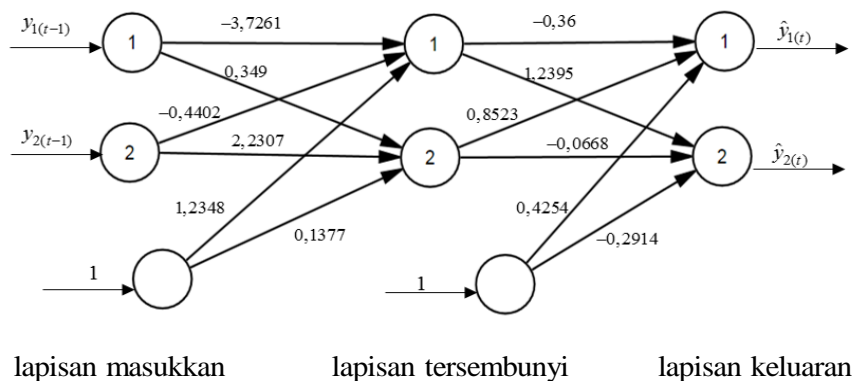 y1(t−1)
−3,7261
−0,36
ŷ1(t)
1
1
1
0,349
1,2395
−0,4402
0,8523
y2(t−1)
2,2307
−0,0668
ŷ2(t)
2
2
2
1,2348
0,4254
0,1377
−0,2914
1
1
lapisan masukkan
lapisan tersembunyi
lapisan keluaran